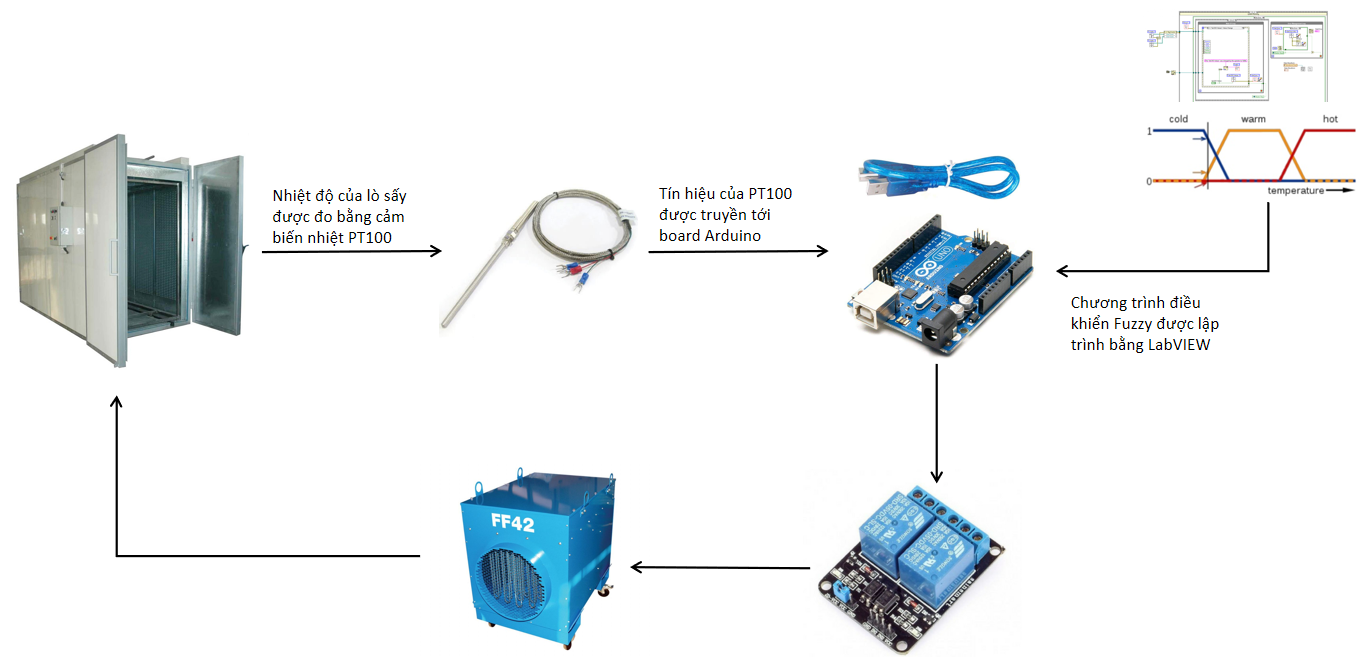 cold warm hot
1
0
temperature
Nhiệt độ của lò sấy
được đo bằng cảm
biến nhiệt PT100
Tín hiệu của PT100
được truyền tới
board Arduino
UNO
ARDUINO
Chương trình điều
khiển Fuzzy được lập
trình bằng LabVIEW
FF42